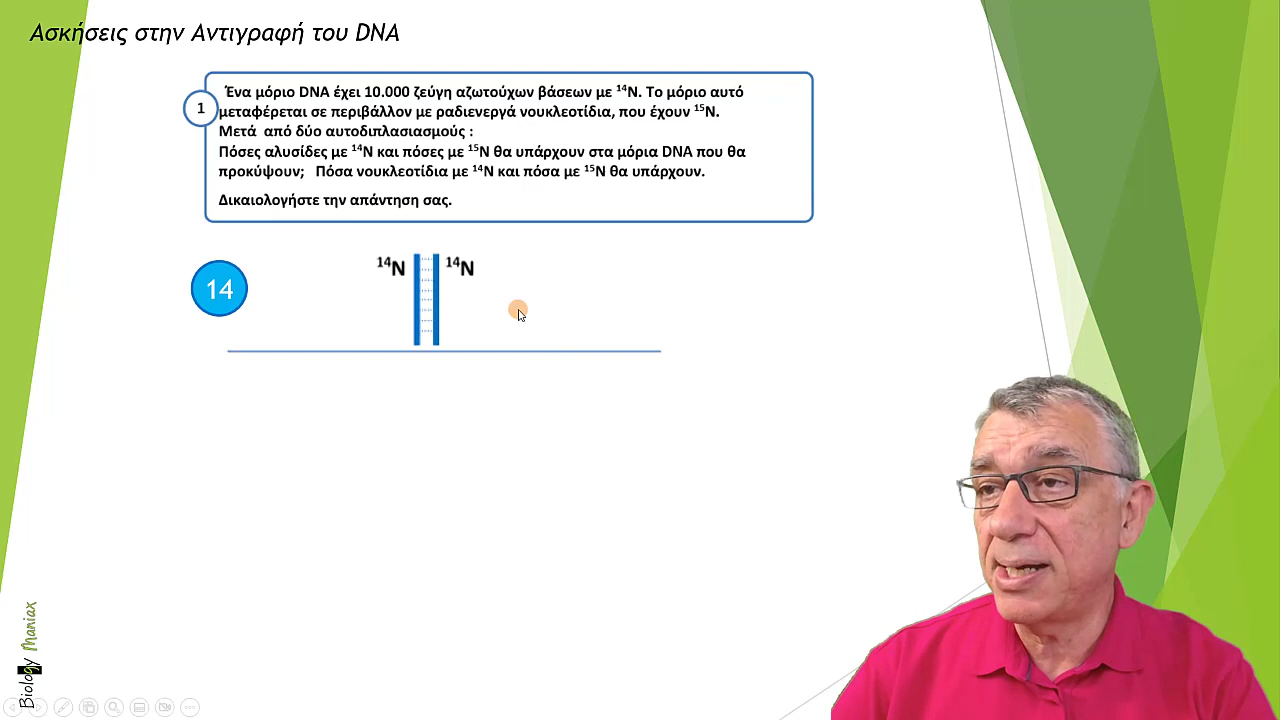 Ασκήσεις στην Αντιγραφή του DNA
1
Ένα μόριο DNA έχει 10.000 ζεύγη αζωτούχων βάσεων με ¹⁴N. Το μόριο αυτό
μεταφέρεται σε περιβάλλον με ραδιενεργά νουκλεοτίδια, που έχουν ¹⁵N.
Μετά από δύο αυτοδιπλασιασμούς :
Πόσες αλυσίδες με ¹⁴N και πόσες με ¹⁵N θα υπάρχουν στα μόρια DNA που θα
προκύψουν; Πόσα νουκλεοτίδια με ¹⁴N και πόσα με ¹⁵N θα υπάρχουν.
Δικαιολογήστε την απάντηση σας.
14
¹⁴N ¹⁴N
Biology Maniax